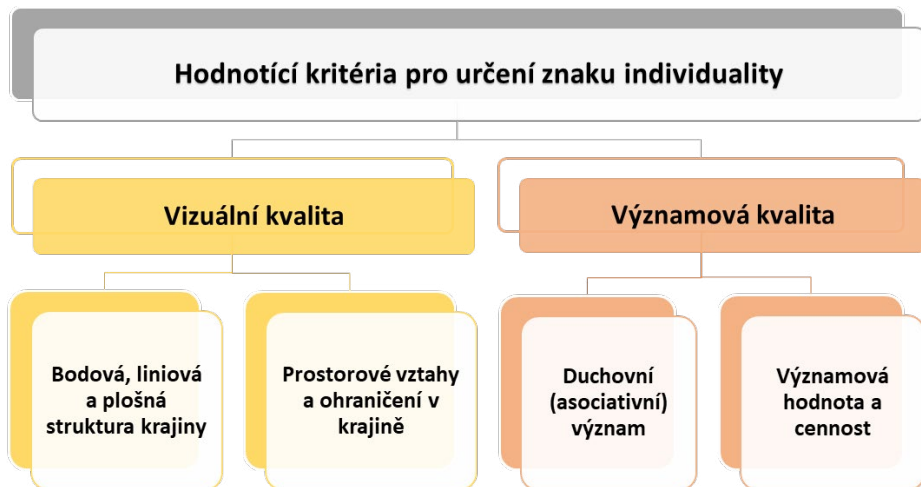 Hodnotící kritéria pro určení znaku individuality
Vizuální kvalita
Významová kvalita
Bodová, liniová
a plošná
struktura krajiny
Prostorové vztahy
a ohraničení v
krajině
Duchovní
(asociativní)
význam
Významová
hodnota a
cennost